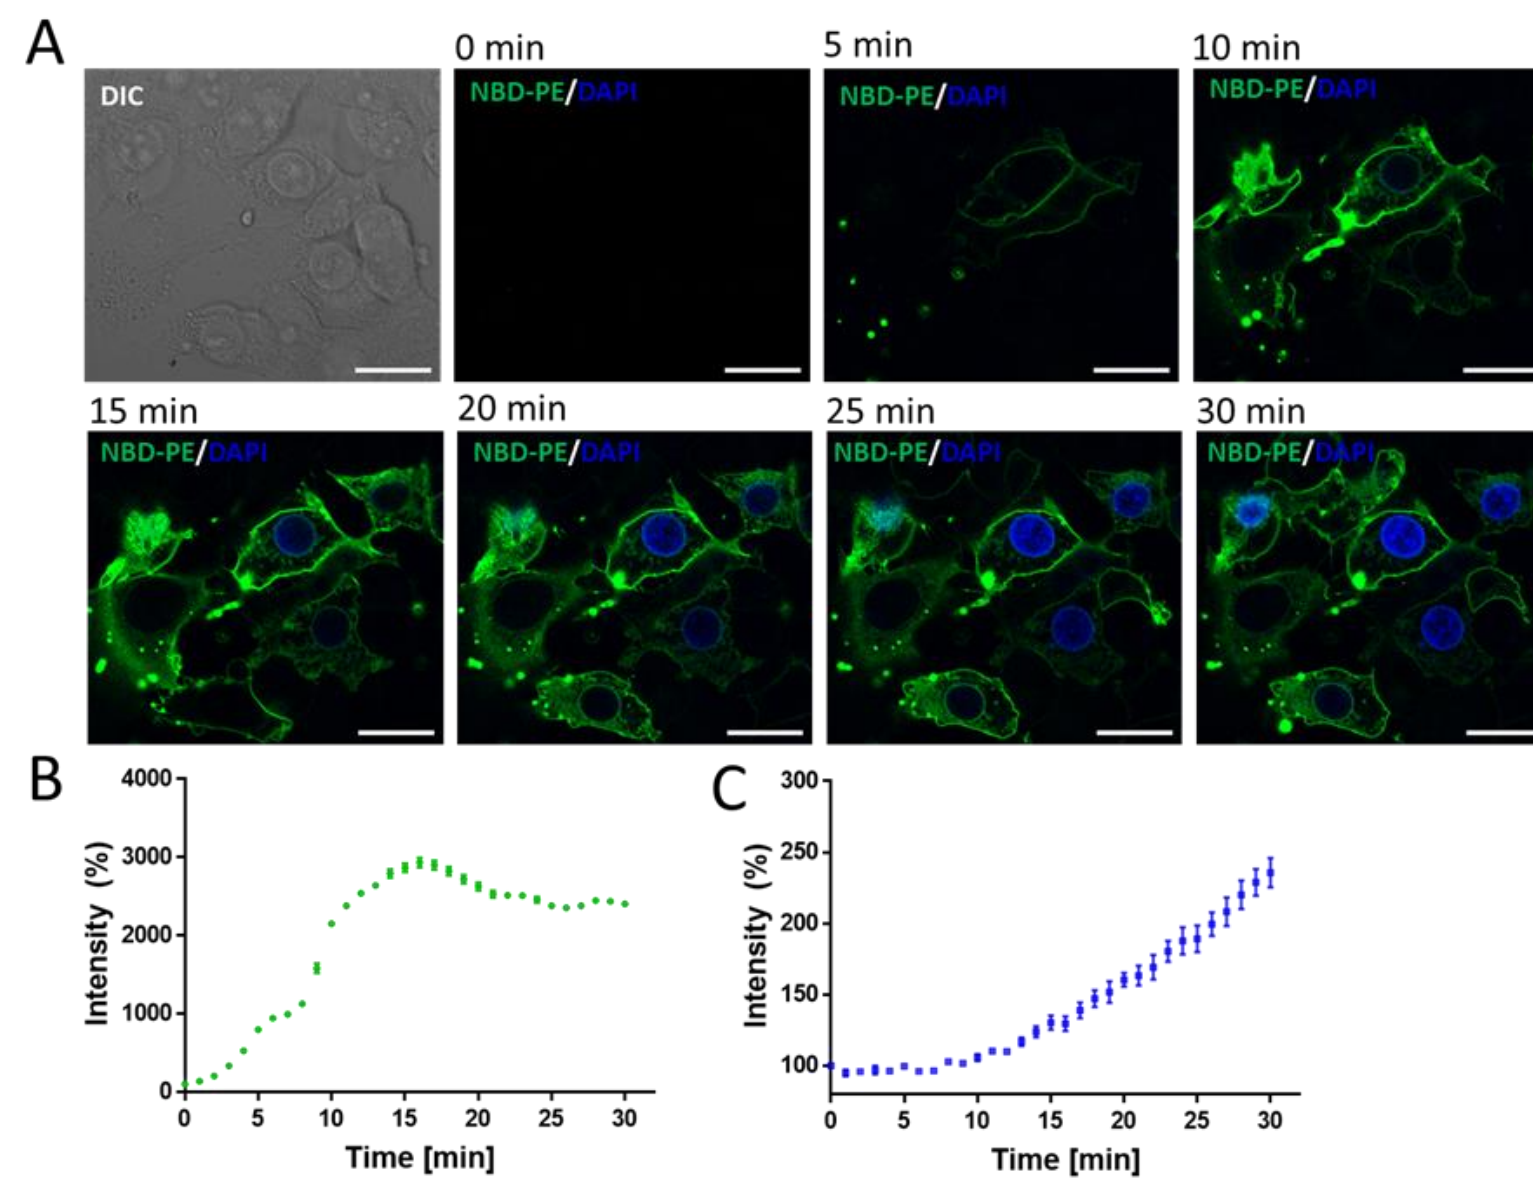 A
0 min
5 min
10 min
DIC
NBD-PE/DAPI
NBD-PE/DAPI
NBD-PE/DAPI
15 min
20 min
25 min
30 min
NBD-PE/DAPI
NBD-PE/DAPI
NBD-PE/DAPI
NBD-PE/DAPI
B
4000
3000
2000
1000
0
Intensity (%)
0 5 10 15 20 25 30
Time [min]
C
300
250
200
150
100
Intensity (%)
0 5 10 15 20 25 30
Time [min]